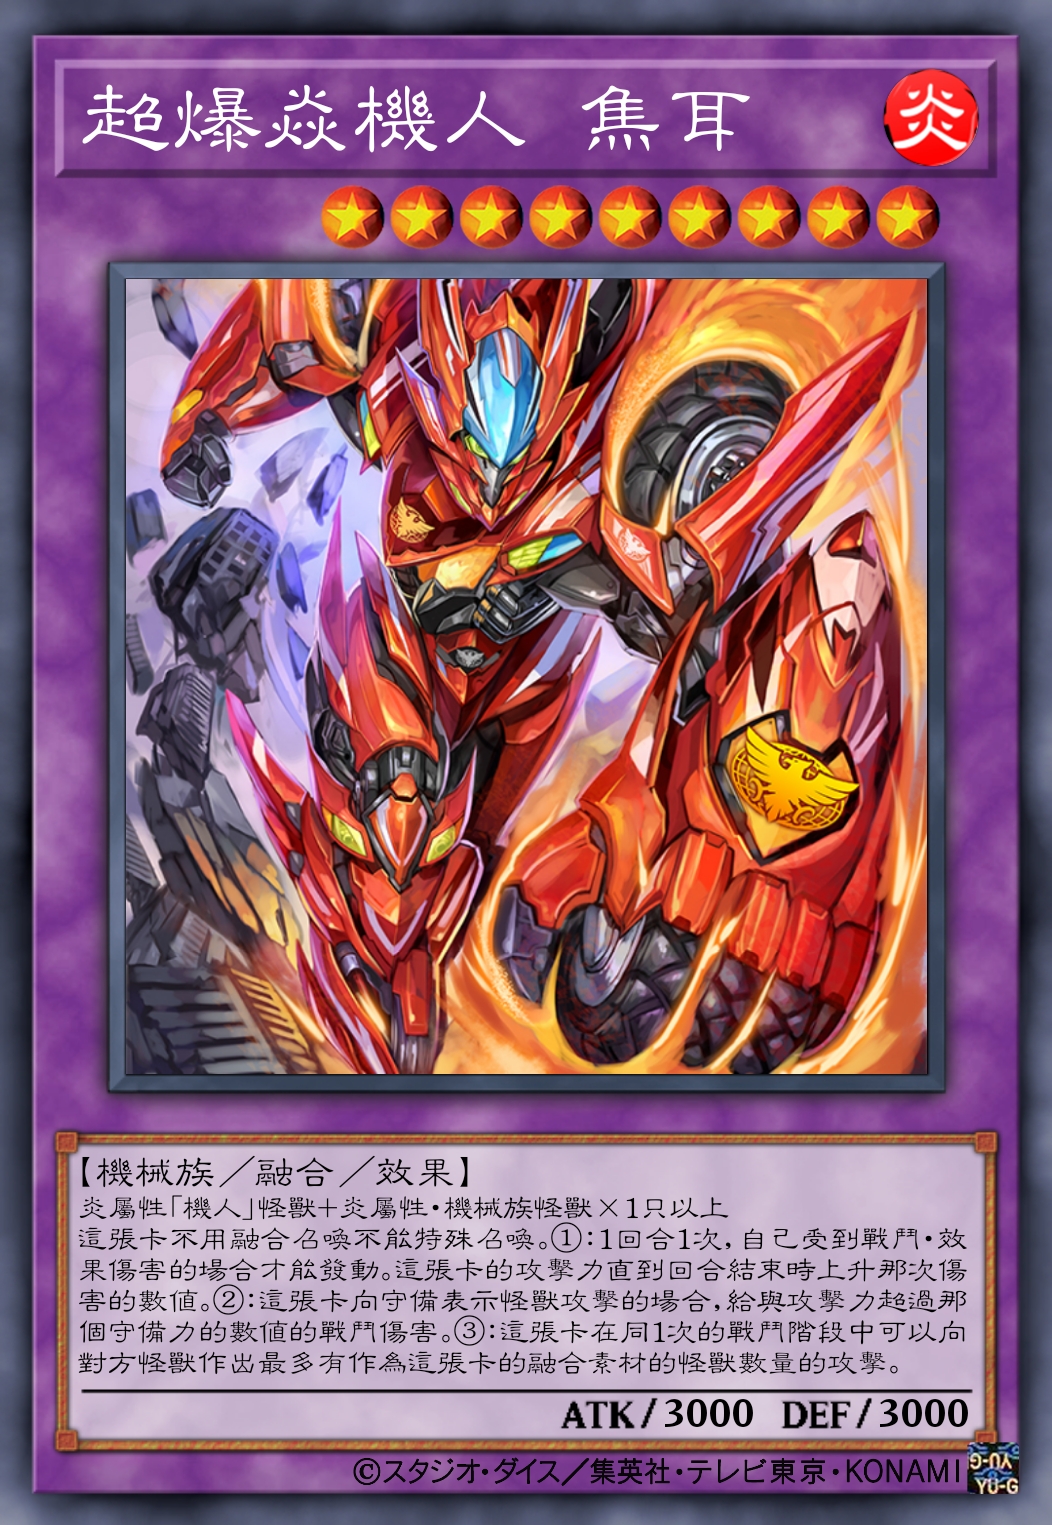 超爆焱機人 焦耳
炎
【機械族／融合／效果】
炎屬性「機人」怪獸＋炎屬性・機械族怪獸×1只以上
這張卡不用融合召喚不能特殊召喚。①：1回合1次，自己受到戰鬥・效
果傷害的場合才能發動。這張卡的攻擊力直到回合結束時上升那次傷
害的數值。②：這張卡向守備表示怪獸攻擊的場合，給與攻擊力超過那
個守備力的數值的戰鬥傷害。③：這張卡在同1次的戰鬥階段中可以向
對方怪獸作出最多有作為這張卡的融合素材的怪獸數量的攻擊。
ATK/3000 DEF/3000
©スタジオ・ダイス／集英社・テレビ東京・KONAMI